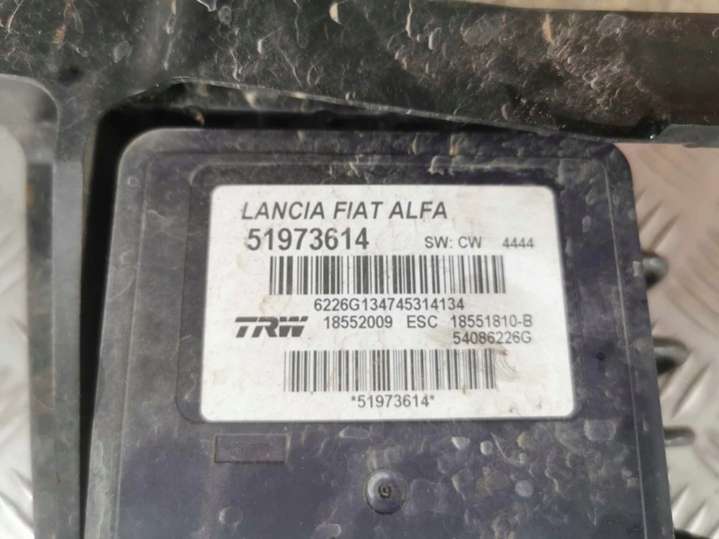 LANCIA FIAT ALFA
51973614 SW: CW 4444
6226G134745314134
TRW 18552009 ESC 18551810-B
54086226G
*51973614*